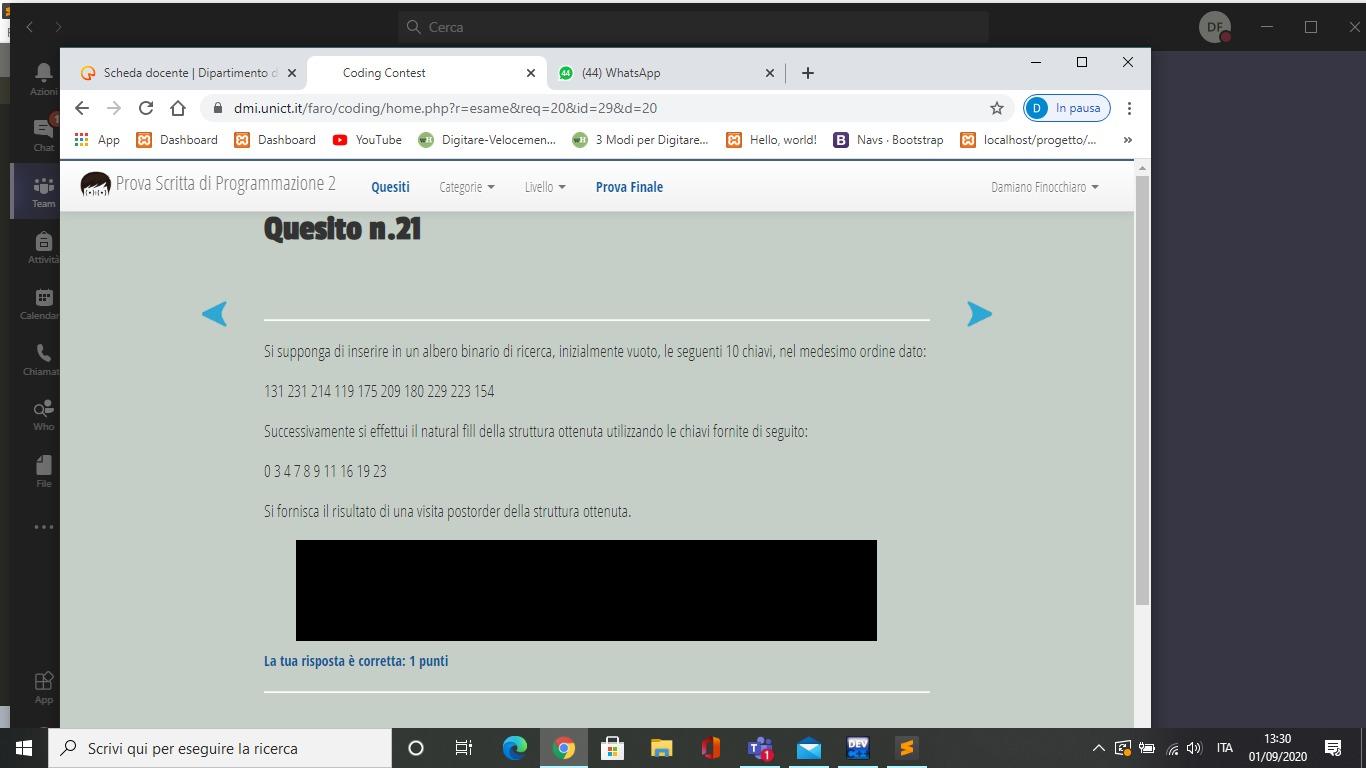 Cerca
DF
Scheda docente | Dipartimento d
Coding Contest
44
(44) WhatsApp
dmi.unict.it/faro/coding/home.php?r=esame&req=20&id=29&d=20
D
In pausa
App
Dashboard
Dashboard
YouTube
Digitare-Velocemen...
3 Modi per Digitare...
Hello, world!
B
Navs · Bootstrap
localhost/progetto/...
»
Azioni
1
Chat
Team
Attività
Calendar
Chiamat
Who
File
App
Prova Scritta di Programmazione 2
Quesiti
Categorie
Livello
Prova Finale
Damiano Finocchiaro
Quesito n.21
Si supponga di inserire in un albero binario di ricerca, inizialmente vuoto, le seguenti 10 chiavi, nel medesimo ordine dato:
131 231 214 119 175 209 180 229 223 154
Successivamente si effettui il natural fill della struttura ottenuta utilizzando le chiavi fornite di seguito:
0 3 4 7 8 9 11 16 19 23
Si fornisca il risultato di una visita postorder della struttura ottenuta.
La tua risposta è corretta: 1 punti
Scrivi qui per eseguire la ricerca
1
DEV
ITA
13:30
01/09/2020